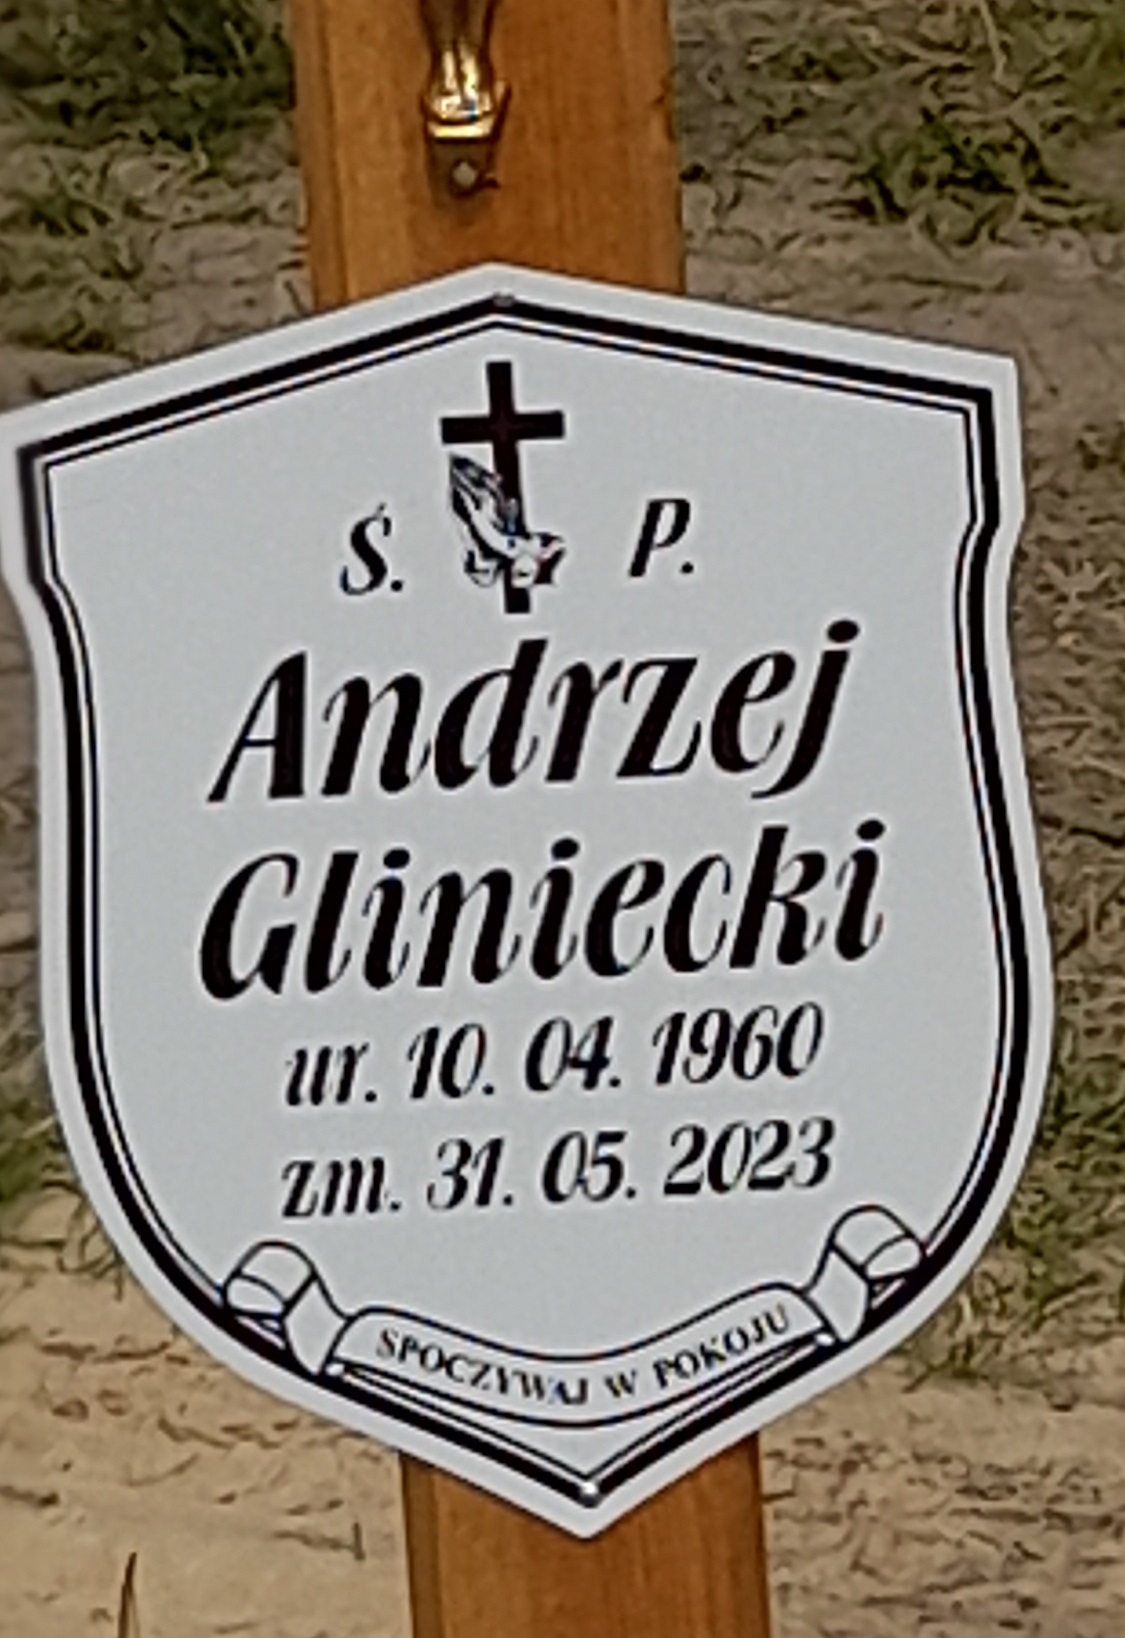 Ś. P.
Andrzej
Gliniecki
ur. 10. 04. 1960
zm. 31. 05. 2023
SPOCZYWAJ W POKOJU